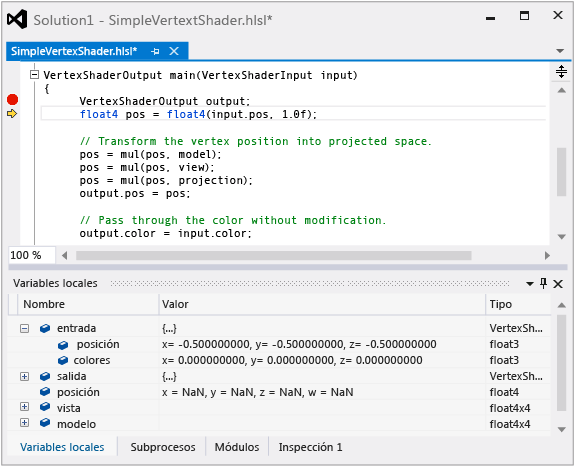 Solution1 - SimpleVertextShader.hlsl*
SimpleVertexShader.hlsl*
VertexShaderOutput main(VertexShaderInput input)
{
VertexShaderOutput output;
float4 pos = float4(input.pos, 1.0f);
// Transform the vertex position into projected space.
pos = mul(pos, model);
pos = mul(pos, view);
pos = mul(pos, projection);
output.pos = pos;
// Pass through the color without modification.
output.color = input.color;
100 %
Variables locales
Nombre Valor Tipo
entrada {...} VertexSh...
posición x= -0.500000000, y= -0.500000000, z= -0.500000000 float3
colores x= 0.000000000, y= 0.000000000, z= 0.000000000 float3
salida {...} VertexSh...
posición x = NaN, y = NaN, z = NaN, w = NaN float4
vista float4x4
modelo float4x4
Variables locales Subprocesos Módulos Inspección 1